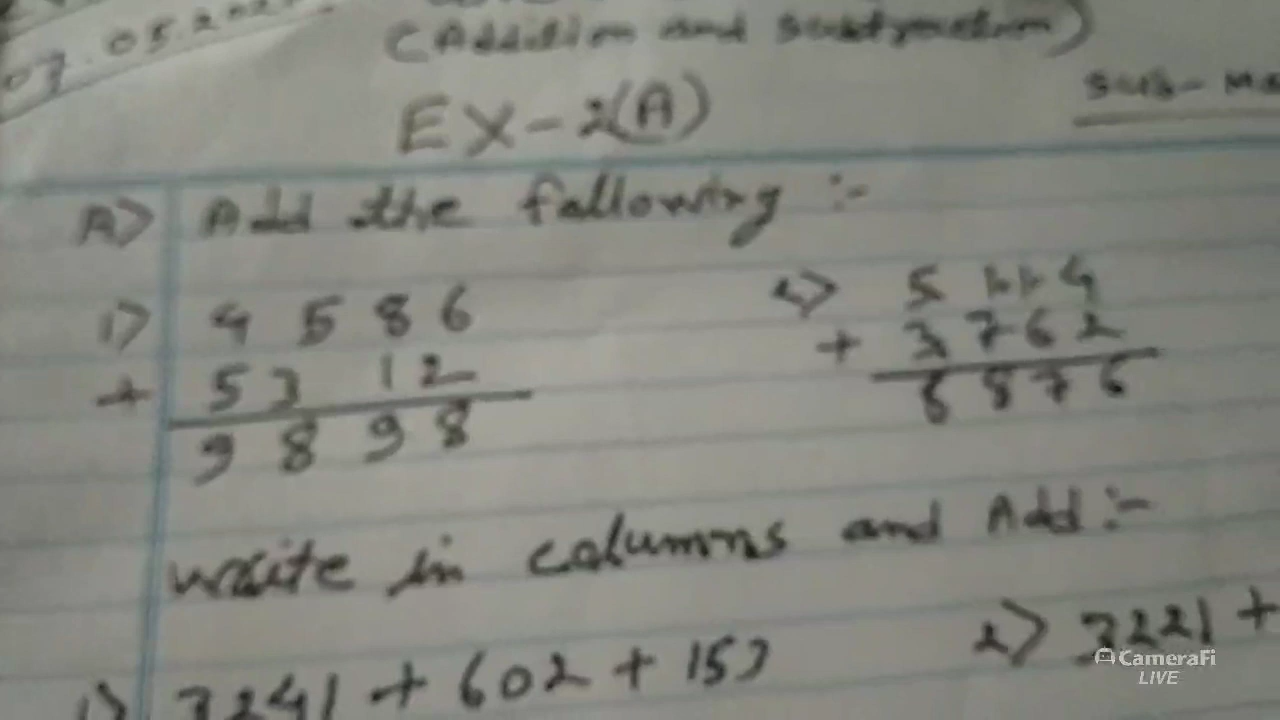 (Addition and Subtraction)
EX-2(A)
A) Add the following :-
1) 4 5 8 6
+ 5 3 1 2
9 8 9 8
2) 5 1 1 4
+ 3 7 6 2
8 8 7 6
write in columns and Add :-
1) 3241 + 602 + 153
2) 3221 +
CameraFi
LIVE